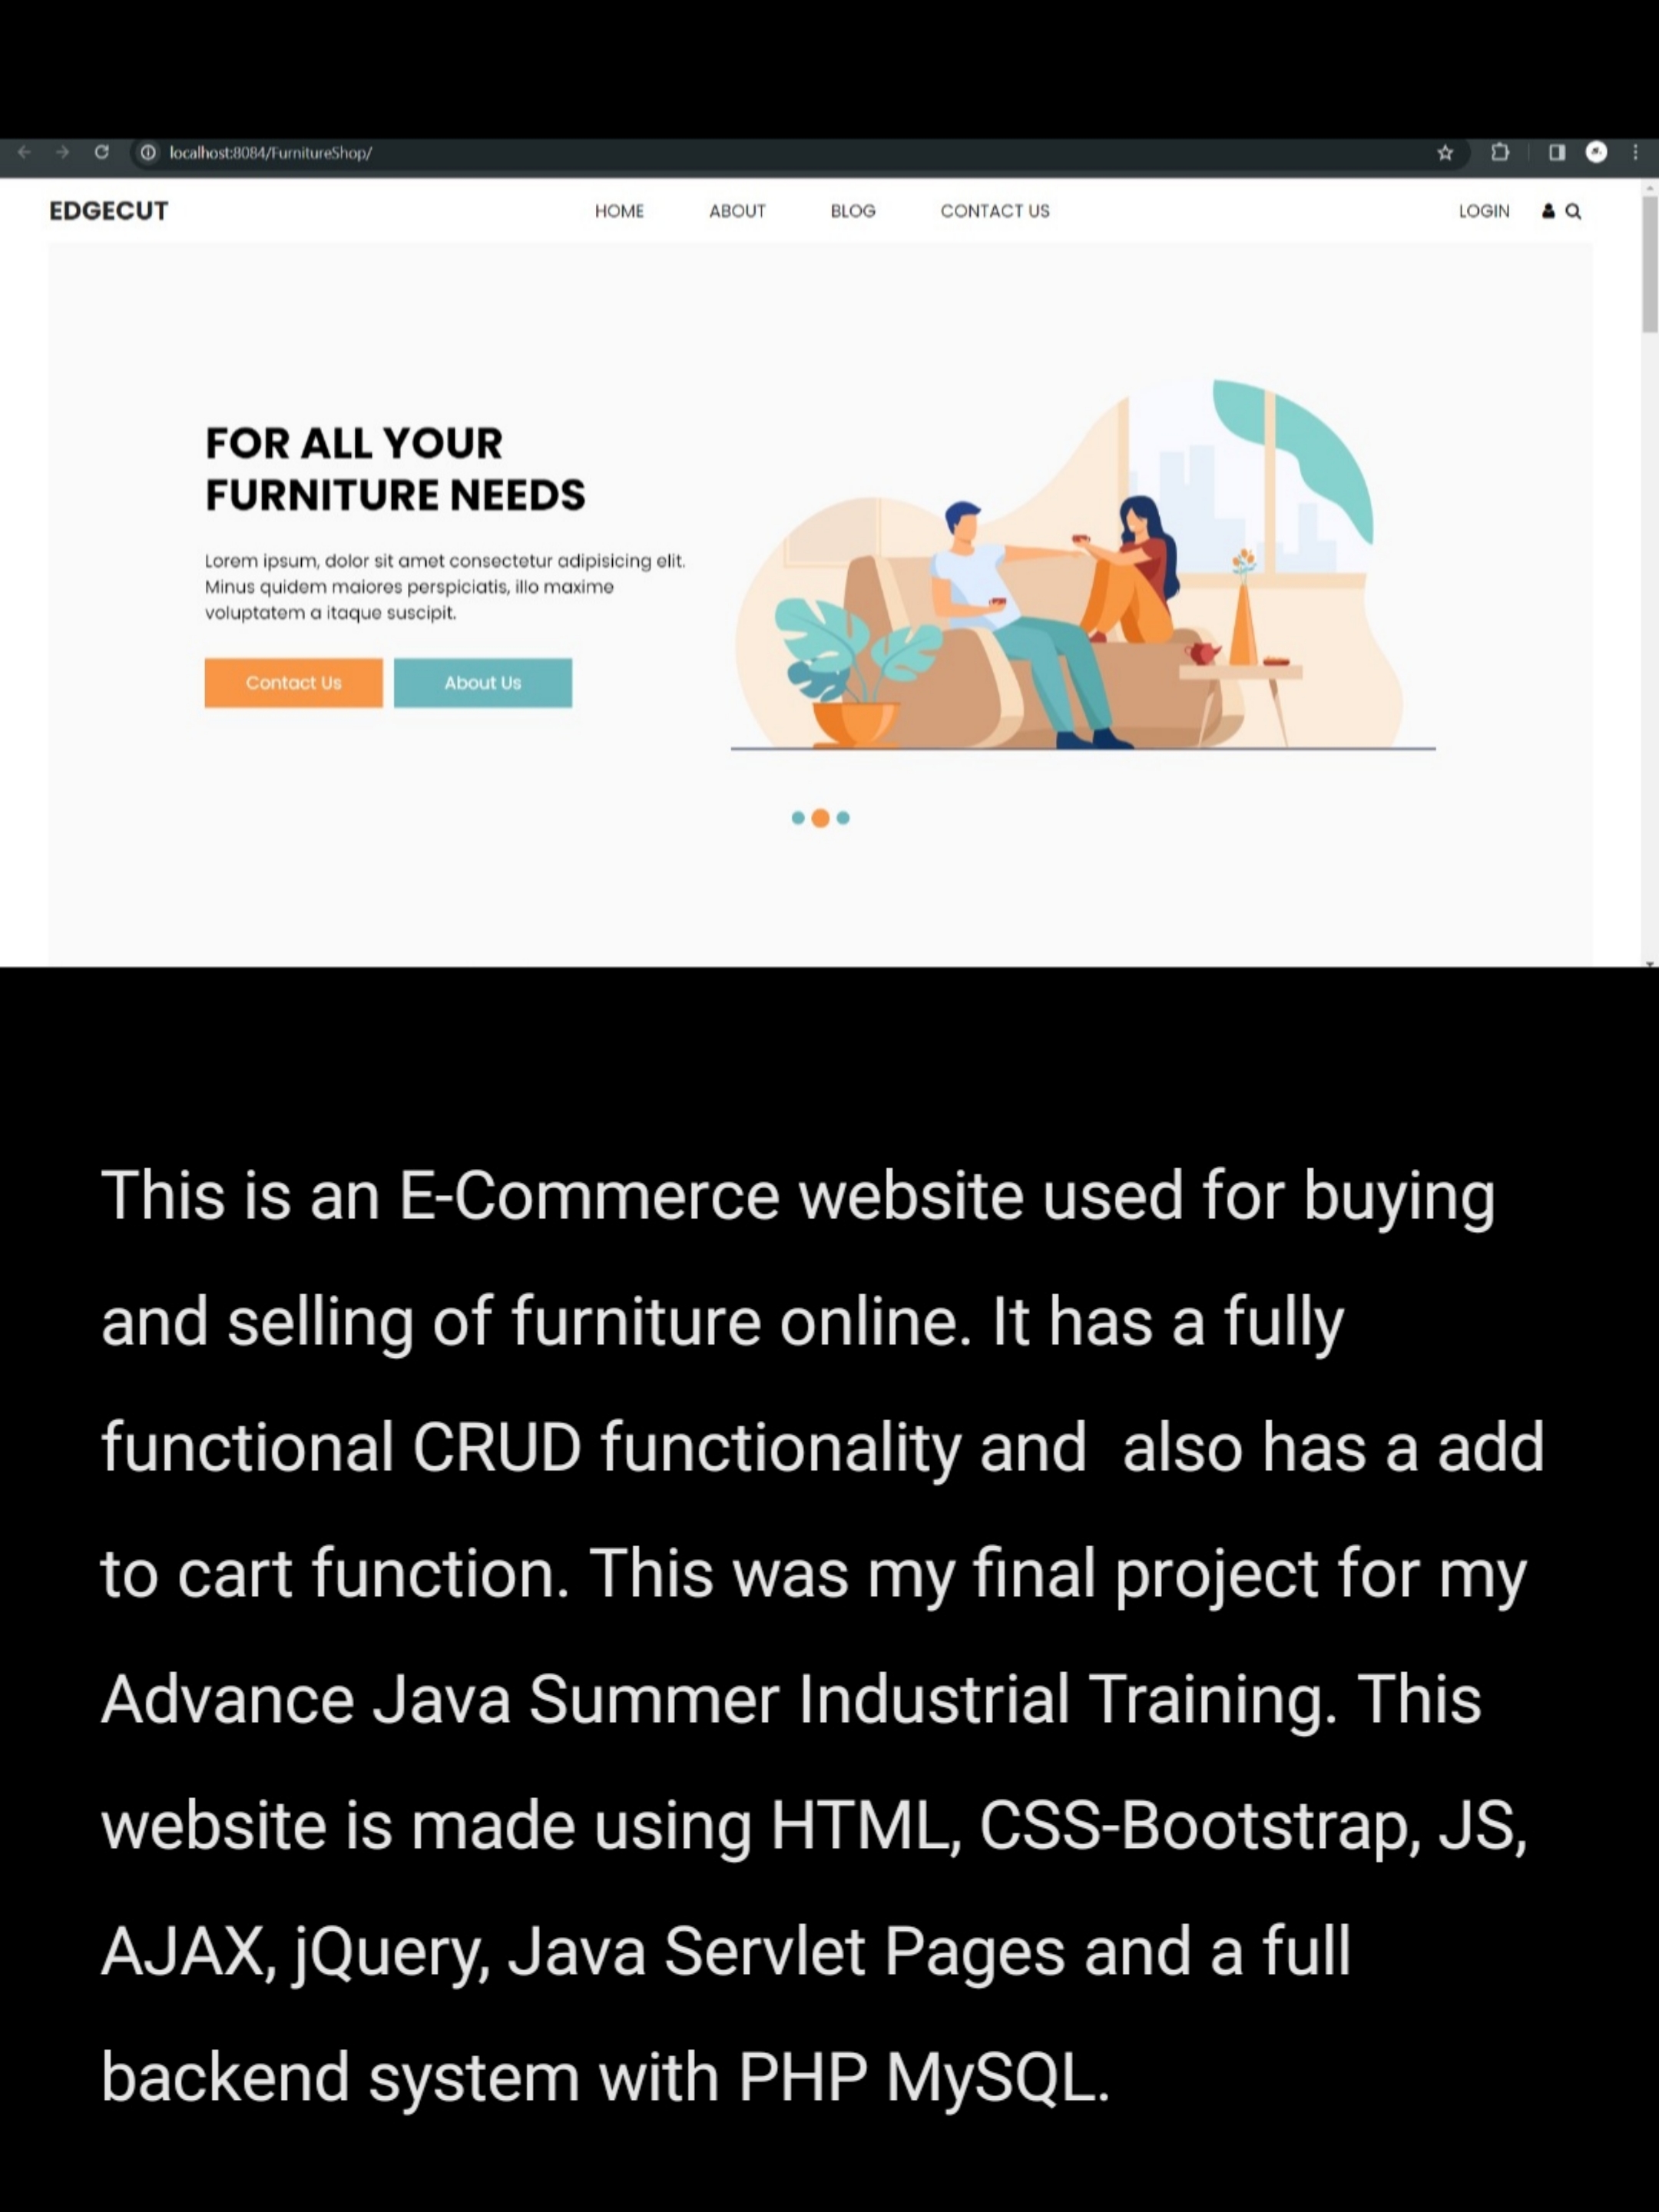 localhost:8084/FurnitureShop/
EDGECUT HOME ABOUT BLOG CONTACT US LOGIN
FOR ALL YOUR
FURNITURE NEEDS
Lorem ipsum, dolor sit amet consectetur adipisicing elit.
Minus quidem maiores perspiciatis, illo maxime
voluptatem a itaque suscipit.
Contact Us About Us
This is an E-Commerce website used for buying
and selling of furniture online. It has a fully
functional CRUD functionality and  also has a add
to cart function. This was my final project for my
Advance Java Summer Industrial Training. This
website is made using HTML, CSS-Bootstrap, JS,
AJAX, jQuery, Java Servlet Pages and a full
backend system with PHP MySQL.